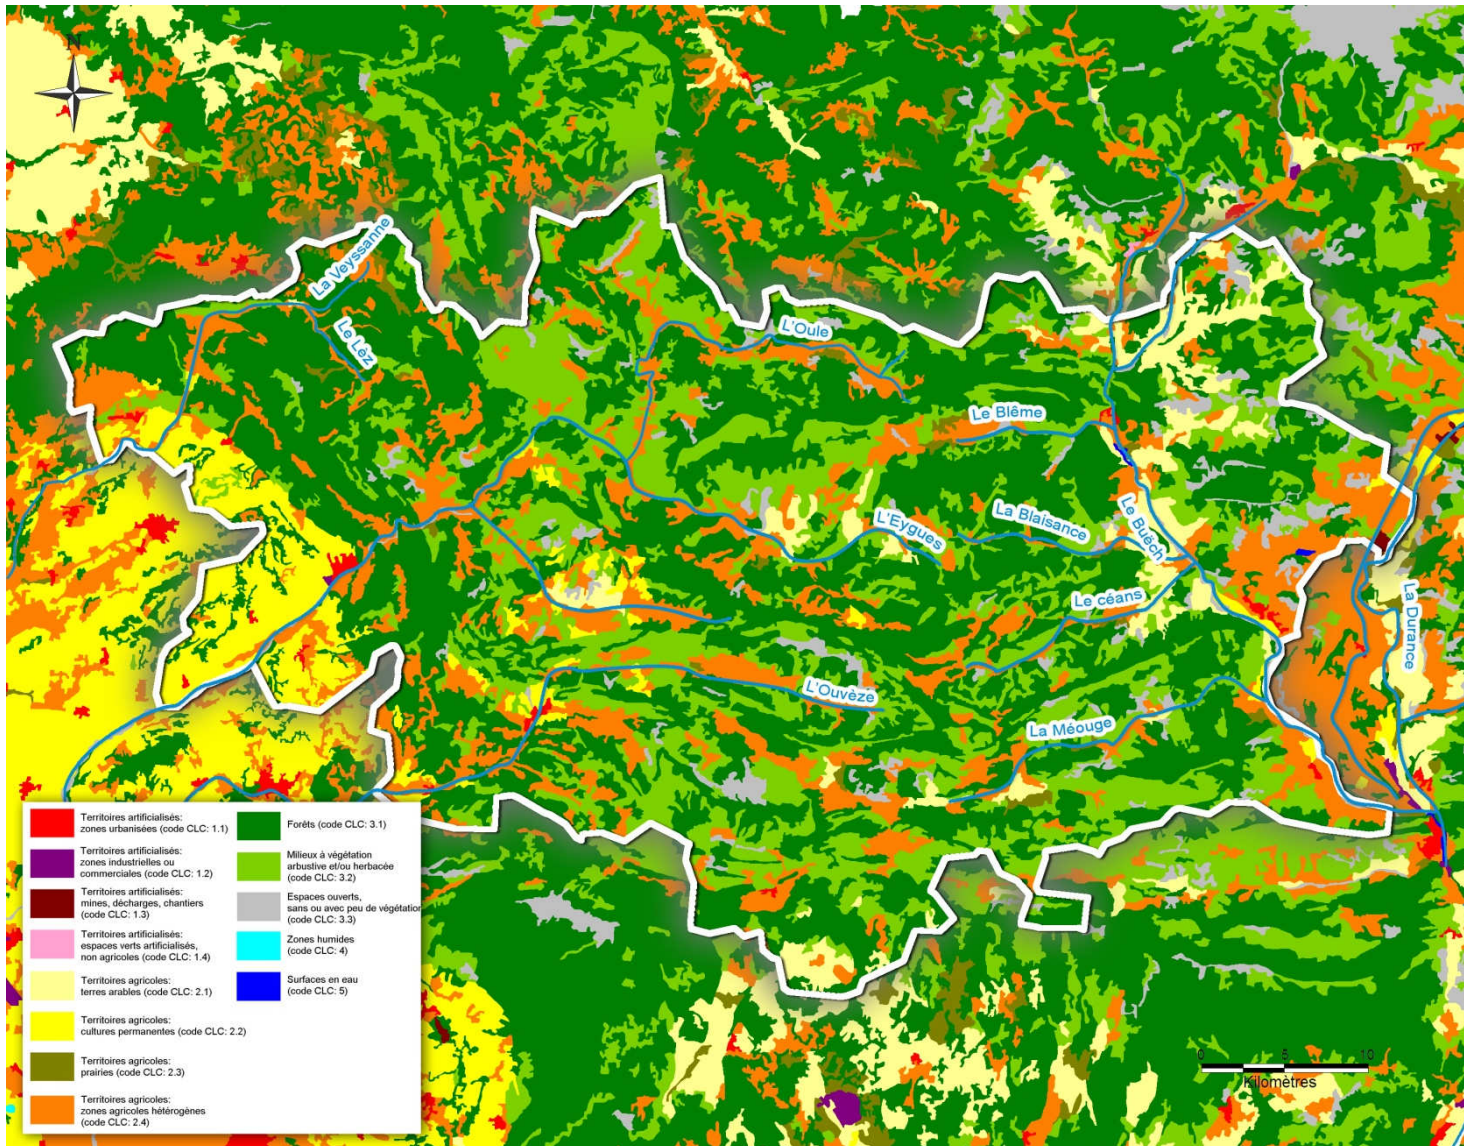 N
La Veyssanne
Le Lèz
L'Oule
Le Blême
L'Eygues
La Blaisance
Le Buëch
Le céans
La Durance
L'Ouvèze
La Méouge
Territoires artificialisés:
zones urbanisées (code CLC: 1.1)
Territoires artificialisés:
zones industrielles ou
commerciales (code CLC: 1.2)
Territoires artificialisés:
mines, décharges, chantiers
(code CLC: 1.3)
Territoires artificialisés:
espaces verts artificialisés,
non agricoles (code CLC: 1.4)
Territoires agricoles:
terres arables (code CLC: 2.1)
Territoires agricoles:
cultures permanentes (code CLC: 2.2)
Territoires agricoles:
prairies (code CLC: 2.3)
Territoires agricoles:
zones agricoles hétérogènes
(code CLC: 2.4)
Forêts (code CLC: 3.1)
Milieux à végétation
arbustive et/ou herbacée
(code CLC: 3.2)
Espaces ouverts,
sans ou avec peu de végétation
(code CLC: 3.3)
Zones humides
(code CLC: 4)
Surfaces en eau
(code CLC: 5)
0 5 10
Kilomètres